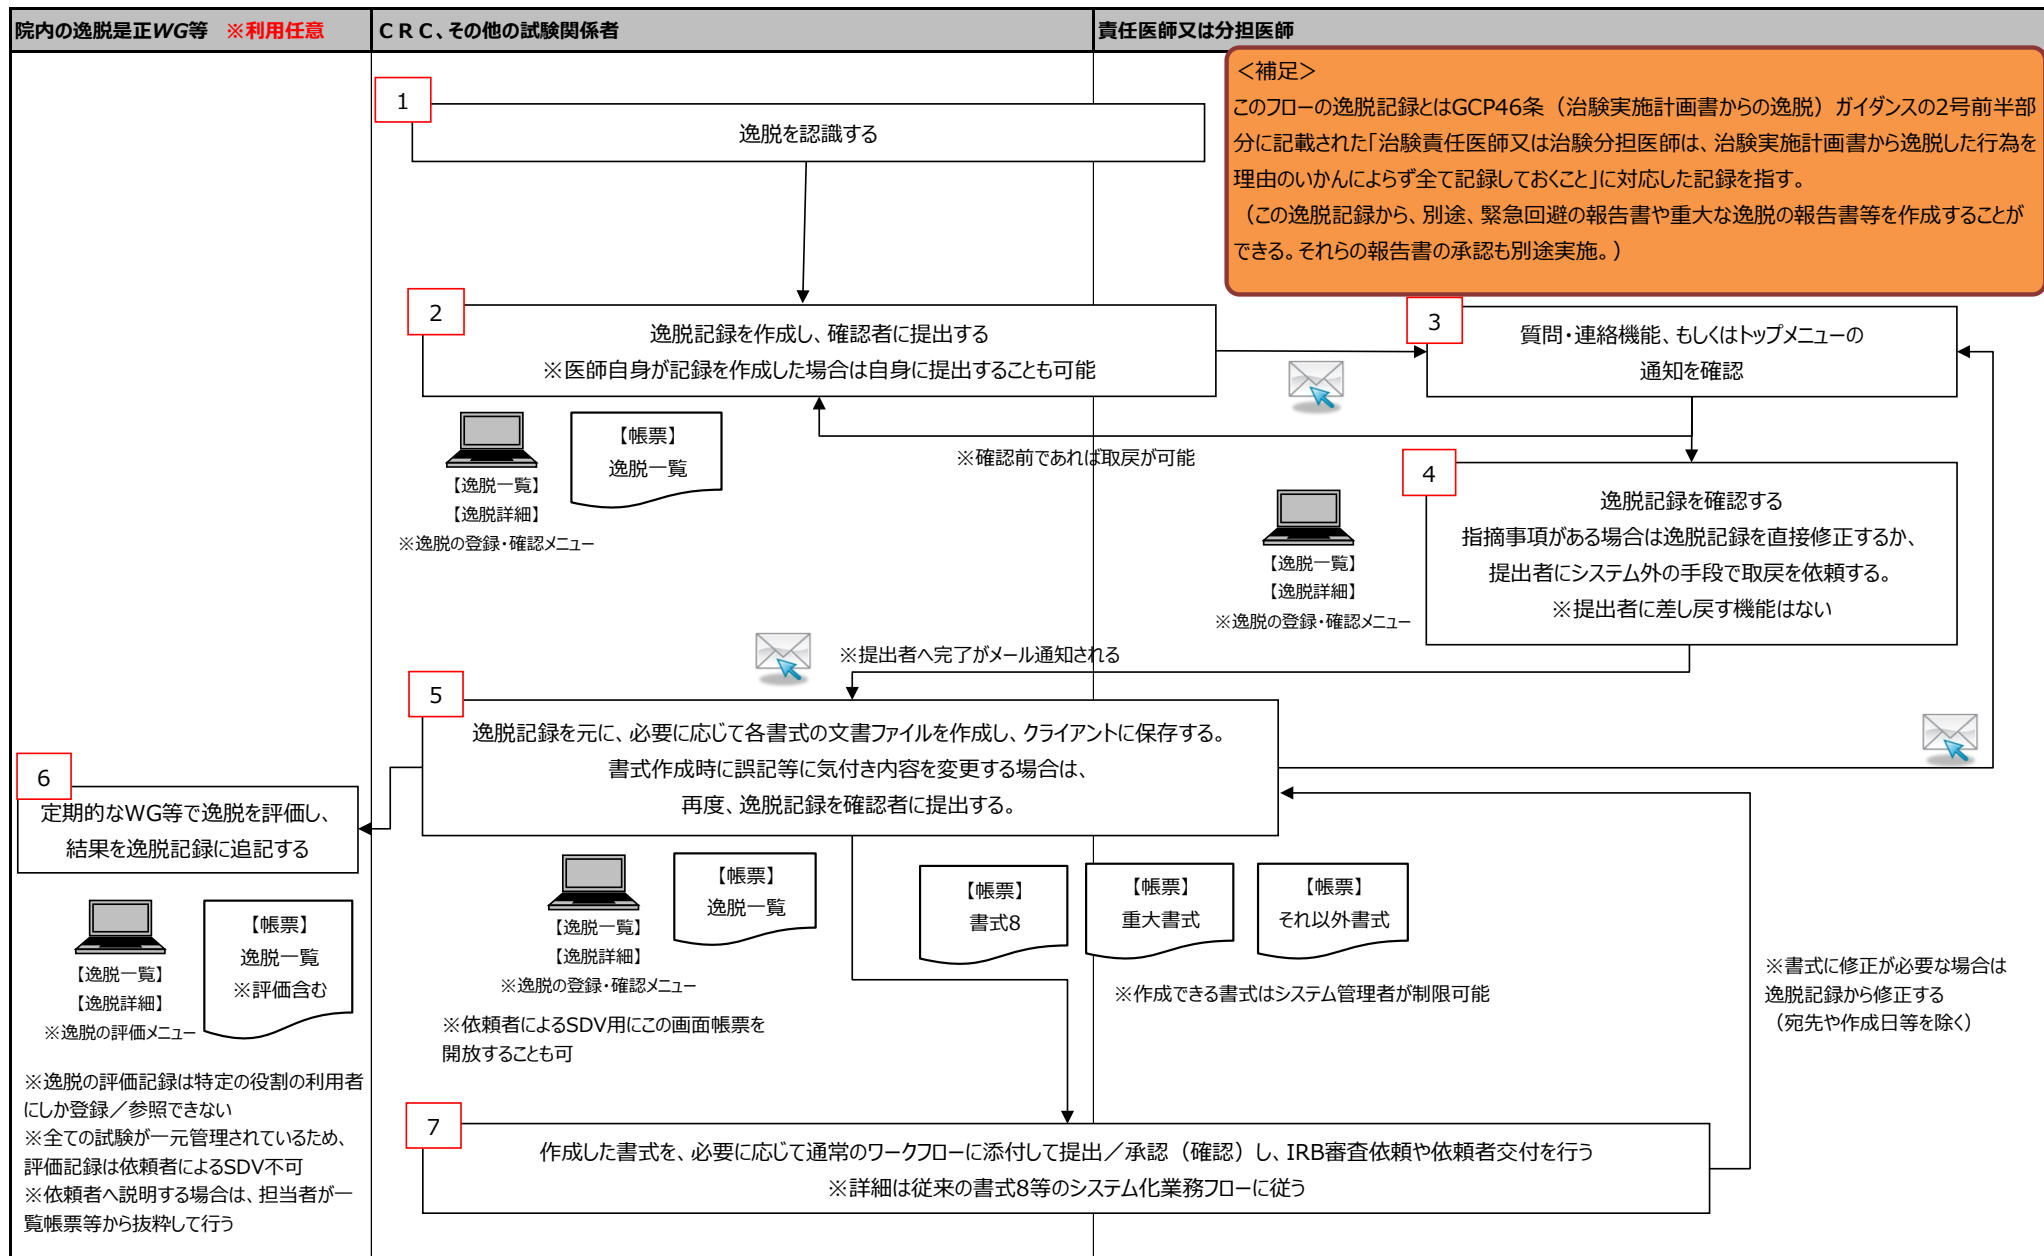 院内の逸脱是正WG等　※利用任意
ＣＲＣ、その他の試験関係者
責任医師又は分担医師
＜補足＞
このフローの逸脱記録とはGCP46条（治験実施計画書からの逸脱）ガイダンスの2号前半部
分に記載された「治験責任医師又は治験分担医師は、治験実施計画書から逸脱した行為を
理由のいかんによらず全て記録しておくこと」に対応した記録を指す。
（この逸脱記録から、別途、緊急回避の報告書や重大な逸脱の報告書等を作成することが
できる。それらの報告書の承認も別途実施。）
1
逸脱を認識する
2
逸脱記録を作成し、確認者に提出する
※医師自身が記録を作成した場合は自身に提出することも可能
3
質問・連絡機能、もしくはトップメニューの
通知を確認
【逸脱一覧】
【逸脱詳細】
※逸脱の登録・確認メニュー
【帳票】
逸脱一覧
※確認前であれば取戻が可能
4
逸脱記録を確認する
指摘事項がある場合は逸脱記録を直接修正するか、
提出者にシステム外の手段で取戻を依頼する。
※提出者に差し戻す機能はない
【逸脱一覧】
【逸脱詳細】
※逸脱の登録・確認メニュー
※提出者へ完了がメール通知される
5
逸脱記録を元に、必要に応じて各書式の文書ファイルを作成し、クライアントに保存する。
書式作成時に誤記等に気付き内容を変更する場合は、
再度、逸脱記録を確認者に提出する。
6
定期的なWG等で逸脱を評価し、
結果を逸脱記録に追記する
【逸脱一覧】
【逸脱詳細】
※逸脱の評価メニュー
【帳票】
逸脱一覧
※評価含む
※逸脱の評価記録は特定の役割の利用者
にしか登録／参照できない
※全ての試験が一元管理されているため、
評価記録は依頼者によるSDV不可
※依頼者へ説明する場合は、担当者が一
覧帳票等から抜粋して行う
【逸脱一覧】
【逸脱詳細】
※逸脱の登録・確認メニュー
【帳票】
逸脱一覧
※依頼者によるSDV用にこの画面帳票を
開放することも可
【帳票】
書式8
【帳票】
重大書式
【帳票】
それ以外書式
※作成できる書式はシステム管理者が制限可能
※書式に修正が必要な場合は
逸脱記録から修正する
（宛先や作成日等を除く）
7
作成した書式を、必要に応じて通常のワークフローに添付して提出／承認（確認）し、IRB審査依頼や依頼者交付を行う
※詳細は従来の書式8等のシステム化業務フローに従う